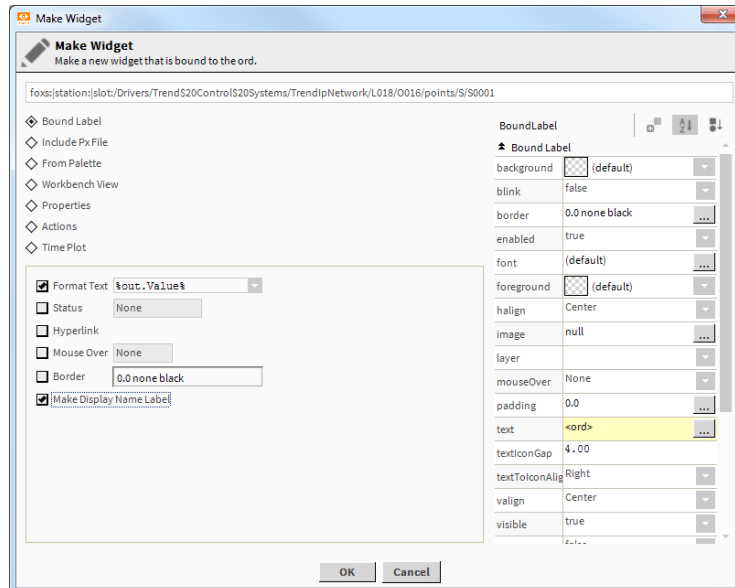 Make Widget
Make Widget
Make a new widget that is bound to the ord.
foxs:|station:|slot:/Drivers/Trend$20Control$20Systems/TrendIpNetwork/L018/O016/points/S/S0001
Bound Label
Include Px File
From Palette
Workbench View
Properties
Actions
Time Plot
Format Text %out.Value%
Status None
Hyperlink
Mouse Over None
Border 0.0 none black
Make Display Name Label
BoundLabel
Bound Label
background (default)
blink false
border 0.0 none black ...
enabled true
font (default) ...
foreground (default)
halign Center
image null ...
layer
mouseOver None
padding 0.0 ...
text <ord> ...
textIconGap 4.00
textToIconAlig Right
valign Center
visible true
OK Cancel